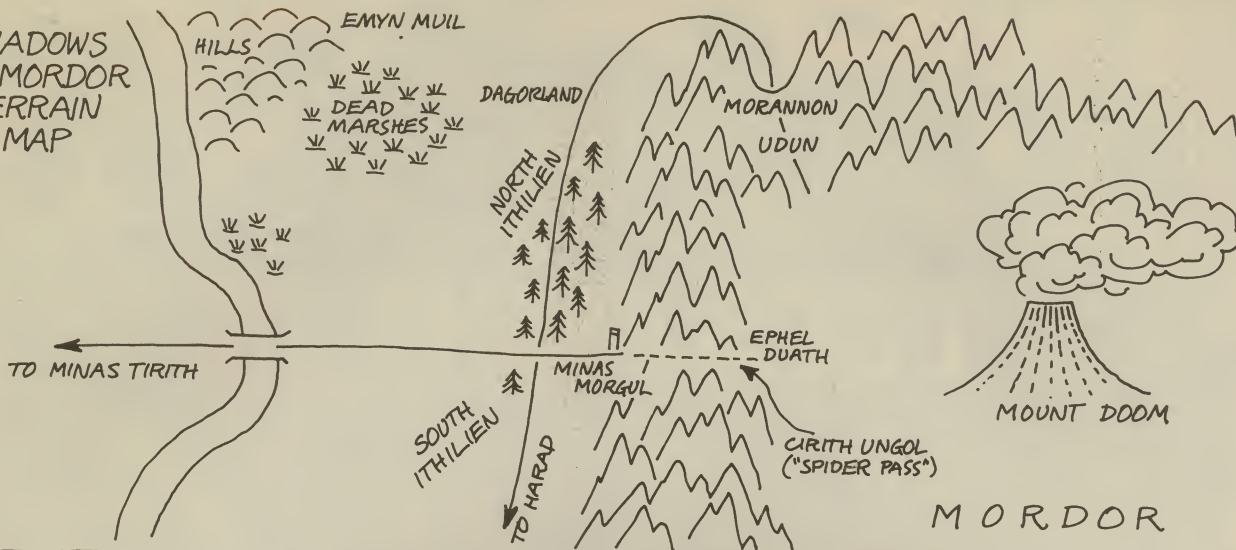 ADOWS
MORDOR
ERRAIN
MAP
HILLS
EMYN MUIL
DEAD
MARSHES
DAGORLAND
MORANNON
UDUN
NORTH
ITHILIEN
TO MINAS TIRITH
MINAS
MORGUL
EPHEL
DUATH
SOUTH
ITHILIEN
TO HARAD
CIRITH UNGOL
("SPIDER PASS")
MOUNT DOOM
MORDOR